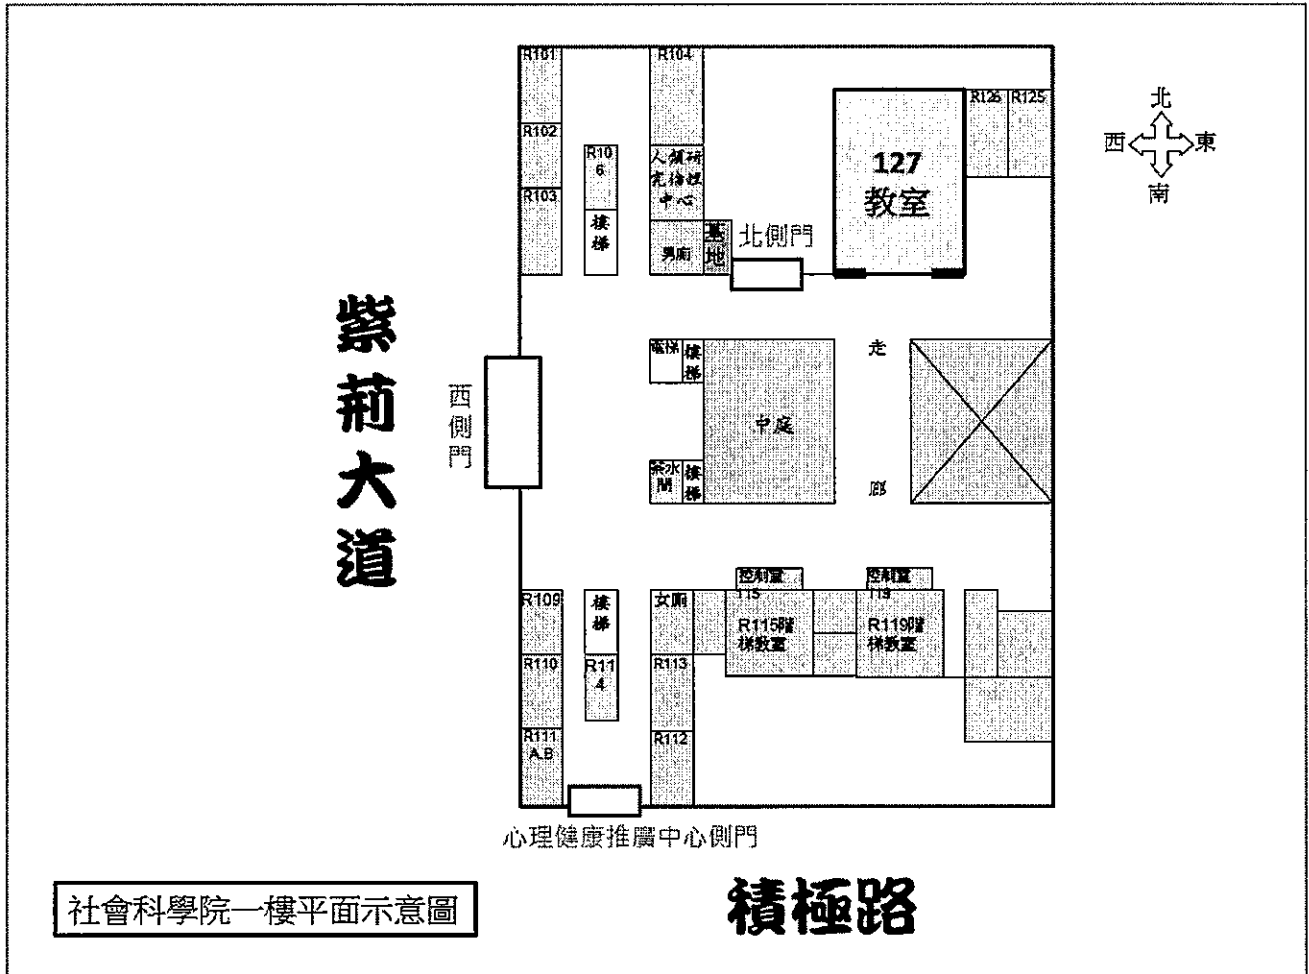 R101
R104
R126
R125
北
西
東
南
R102
R10
6
人類研
究倫理
中心
127
教室
R103
樓
梯
男廁
基
地
北側門
紫荊大道
西側門
電梯
樓
梯
走
廊
中庭
茶水
間
樓
梯
控制室
115
控制室
119
R109
樓
梯
女廁
R115階
梯教室
R119階
梯教室
R110
R11
4
R113
R111
A.B
R112
心理健康推廣中心側門
社會科學院一樓平面示意圖
積極路